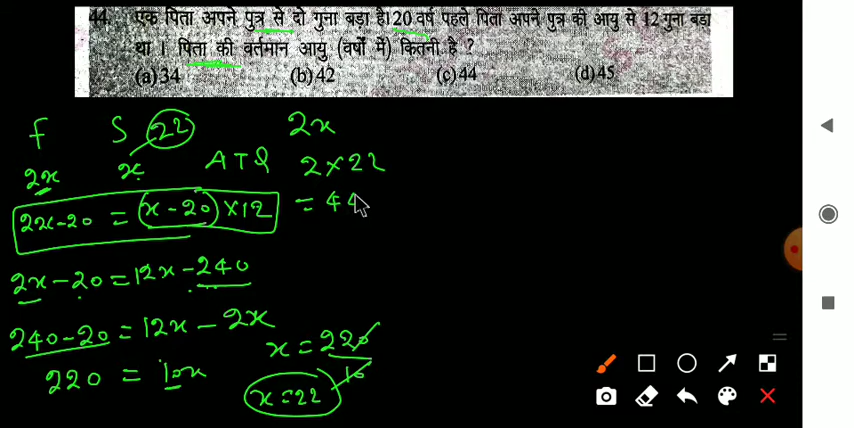 44. एक पिता अपने पुत्र से दो गुना बड़ा है। 20 वर्ष पहले पिता अपने पुत्र की आयु से 12 गुना बड़ा
था । पिता की वर्तमान आयु (वर्षों में) कितनी है ?
(a) 34 (b) 42 (c) 44 (d) 45
F S 22 2x
2x x ATQ 2×22
2x-20 = (x-20)×12 = 44
2x-20=12x-240
240-20=12x-2x
220 = 10x
x=220/10
x=22